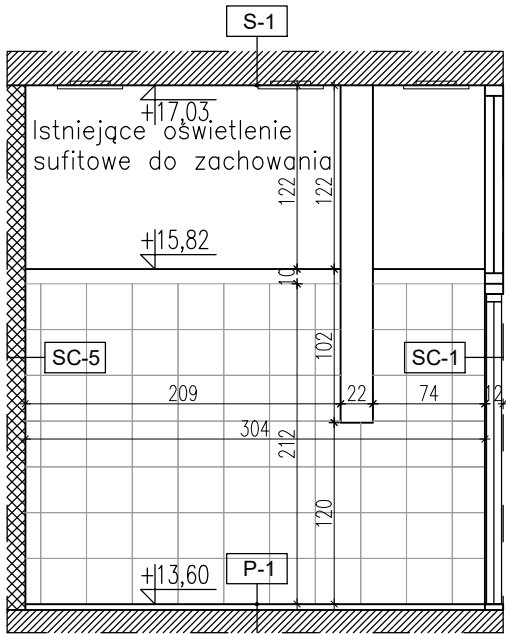 S-1
+17,03
Istniejące oświetlenie
sufitowe do zachowania
122
122
+15,82
10
102
SC-5
SC-1
209
22
74
12
304
212
120
+13,60
P-1